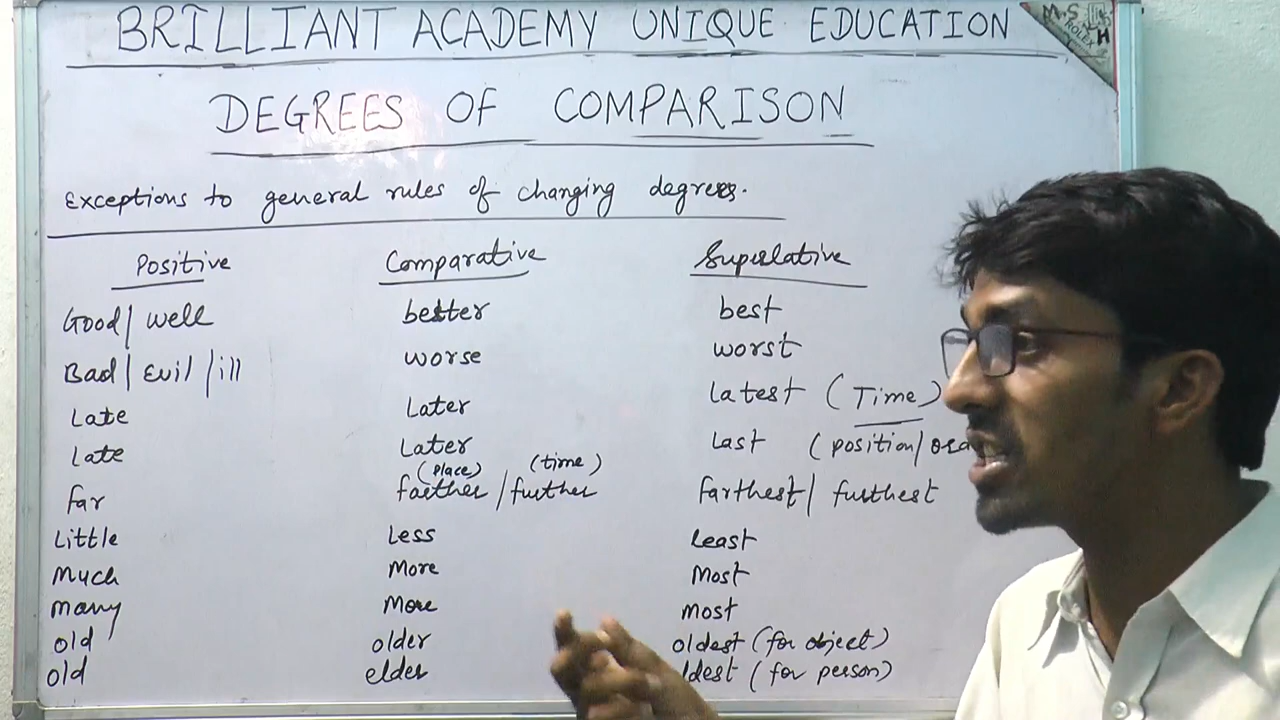 BRILLIANT ACADEMY UNIQUE EDUCATION
M.S
H
ROLEX
DEGREES OF COMPARISON
Exceptions to general rules of changing degrees.
Positive Comparative Superlative
Good/ well better best
Bad/ Evil /ill worse worst
Late Later Latest (Time)
Late Later Last (position/
(place) (time)
far farther /further farthest/ furthest
Little Less Least
Much More Most
many More most
old older oldest (for object)
old elder ldest (for person)